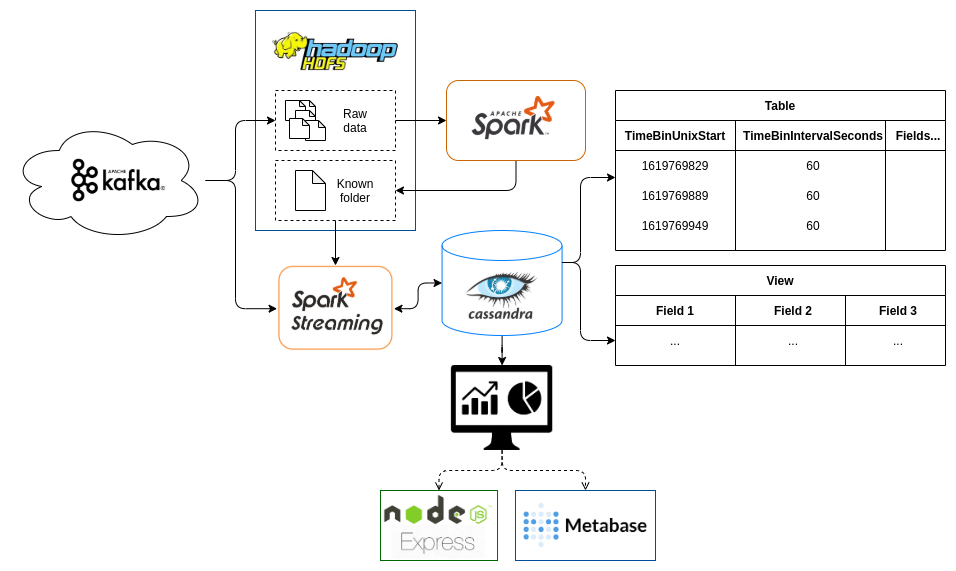 hadoop
HDFS
Raw
data
APACHE
Spark™
Known
folder
APACHE
kafka®
Spark
Streaming
cassandra
Table
TimeBinUnixStart TimeBinIntervalSeconds Fields...
1619769829 60
1619769889 60
1619769949 60
View
Field 1 Field 2 Field 3
... ... ...
node JS
Express
Metabase